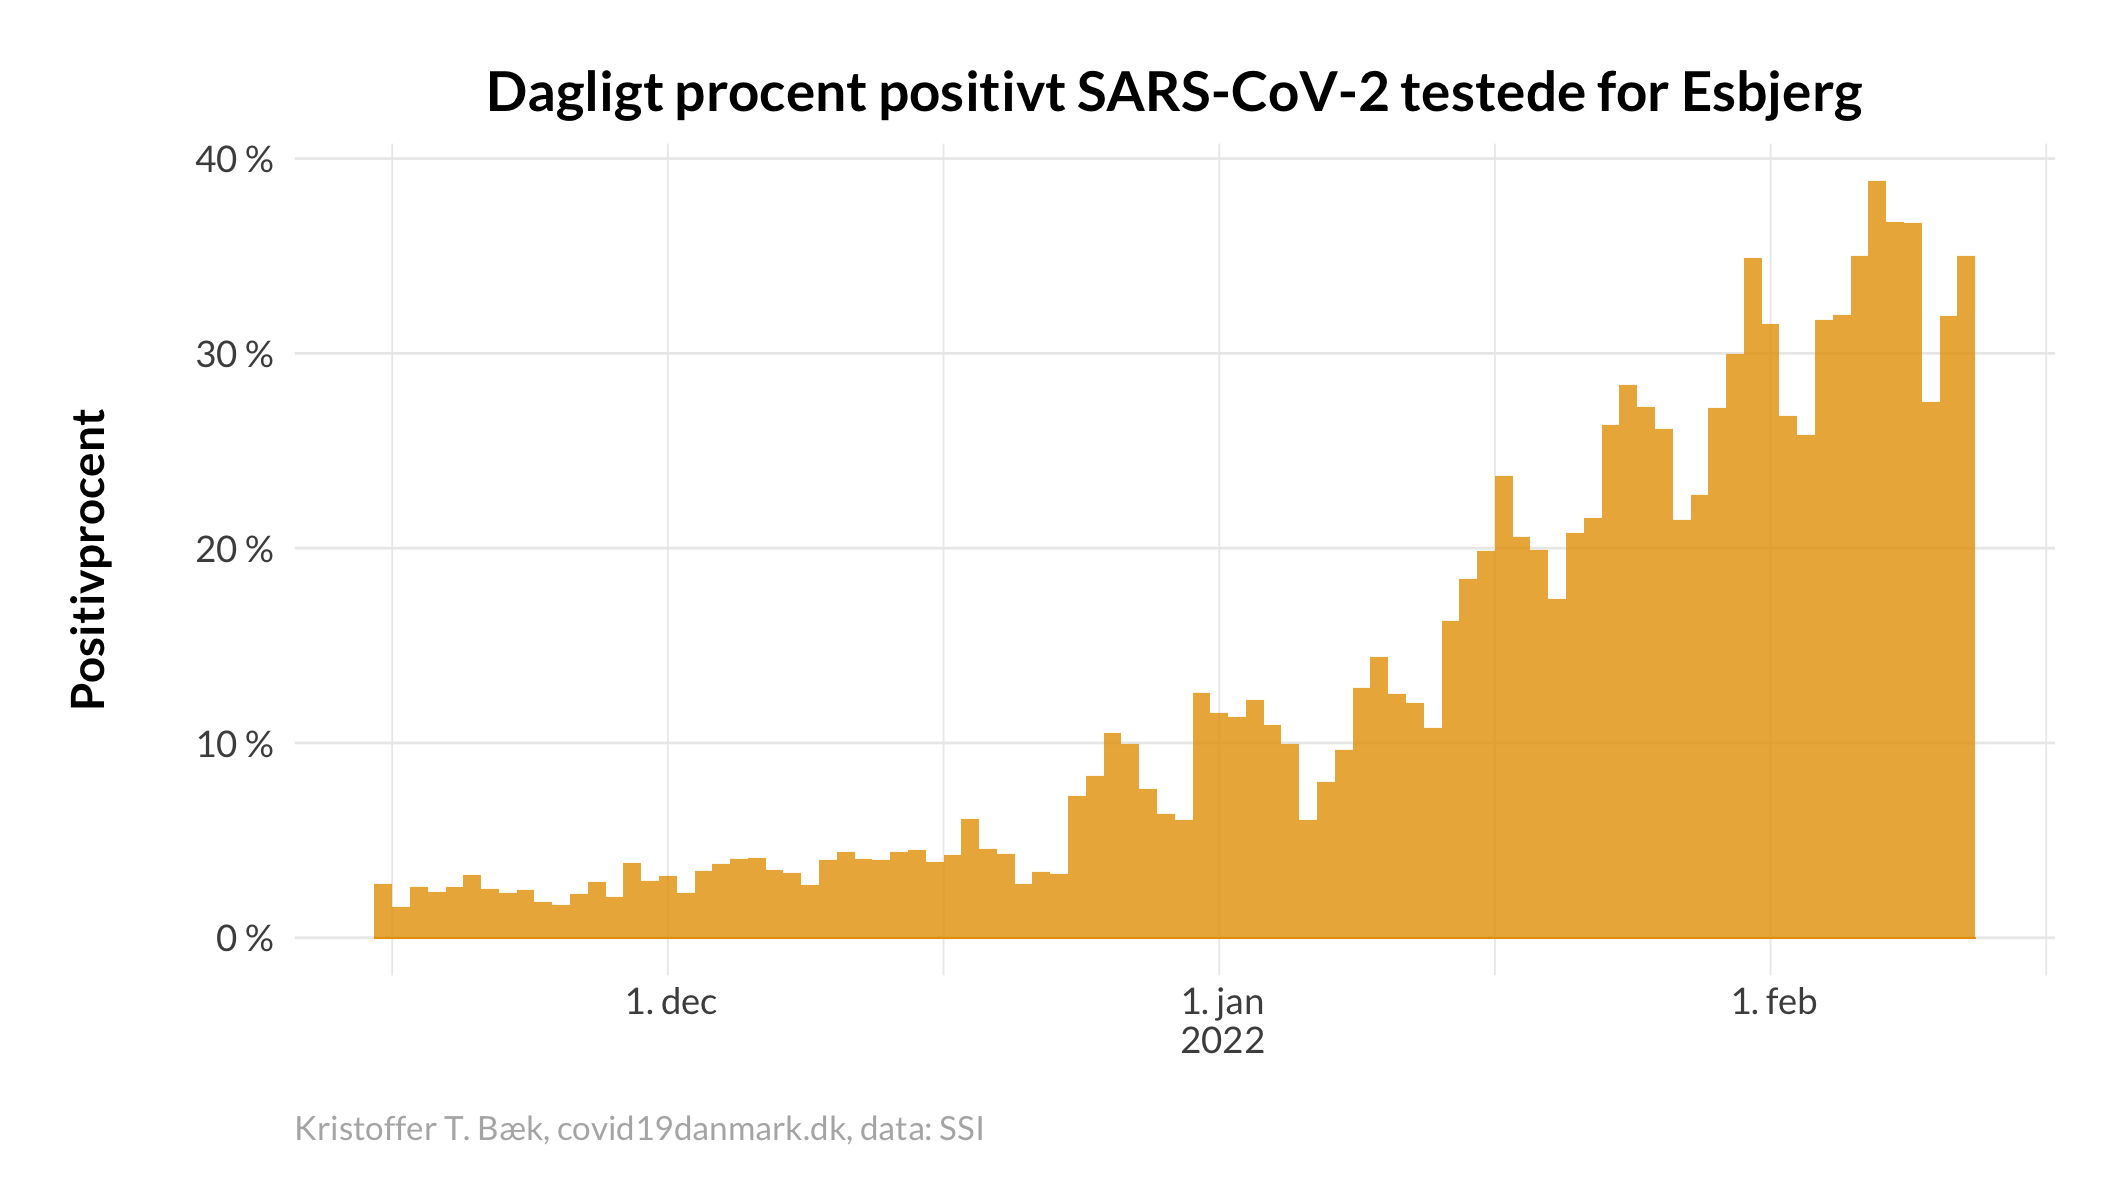 Dagligt procent positivt SARS-CoV-2 testede for Esbjerg
40 %
30 %
20 %
10 %
0 %
Positivprocent
1. dec
1. jan
2022
1. feb
Kristoffer T. Bæk, covid19danmark.dk, data: SSI